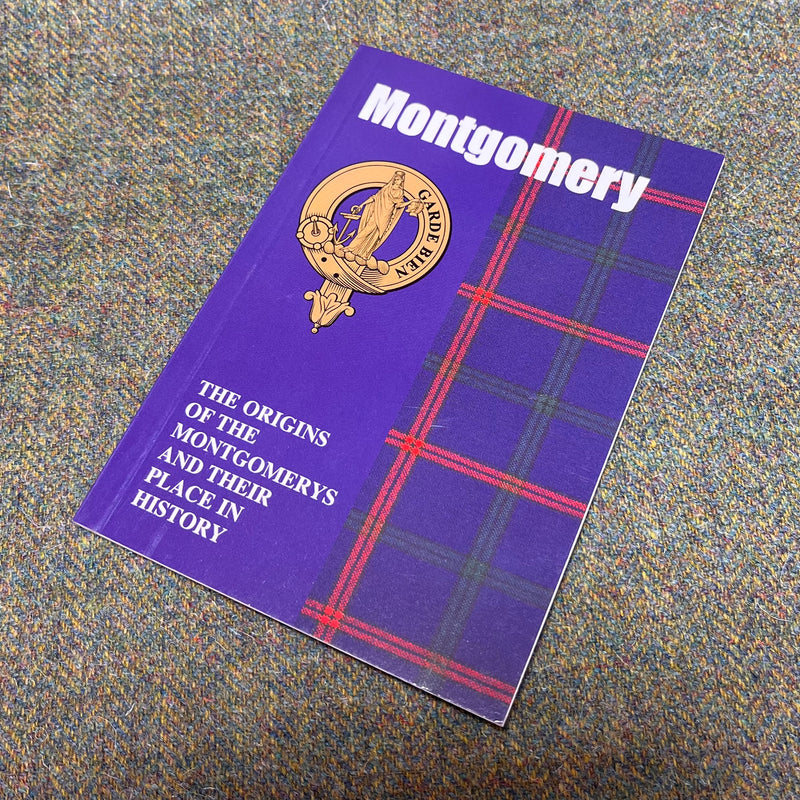 Montgomery
GARDE BIEN
THE ORIGINS
OF THE
MONTGOMERYS
AND THEIR
PLACE IN
HISTORY